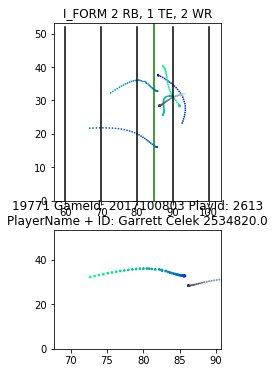 I_FORM 2 RB, 1 TE, 2 WR
50
40
30
20
10
0
60 70 80 90 100
19771 GameId: 2017100803 PlayId: 2613
PlayerName + ID: Garrett Celek 2534820.0
40
20
0
70 75 80 85 90